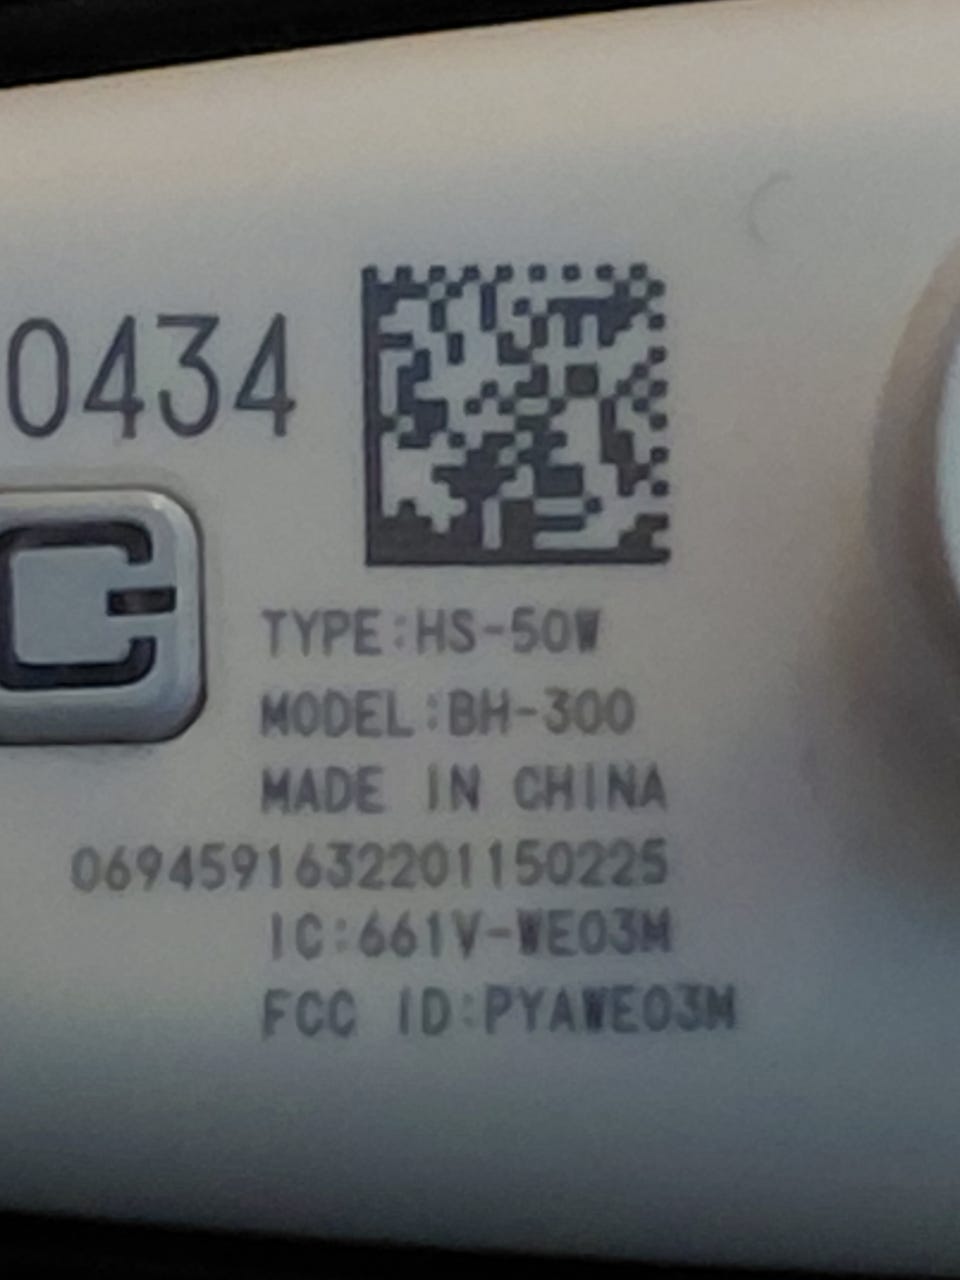 0434
TYPE:HS-50W
MODEL:BH-300
MADE IN CHINA
0694591632201150225
IC:661V-WE03M
FCC ID:PYAWE03M